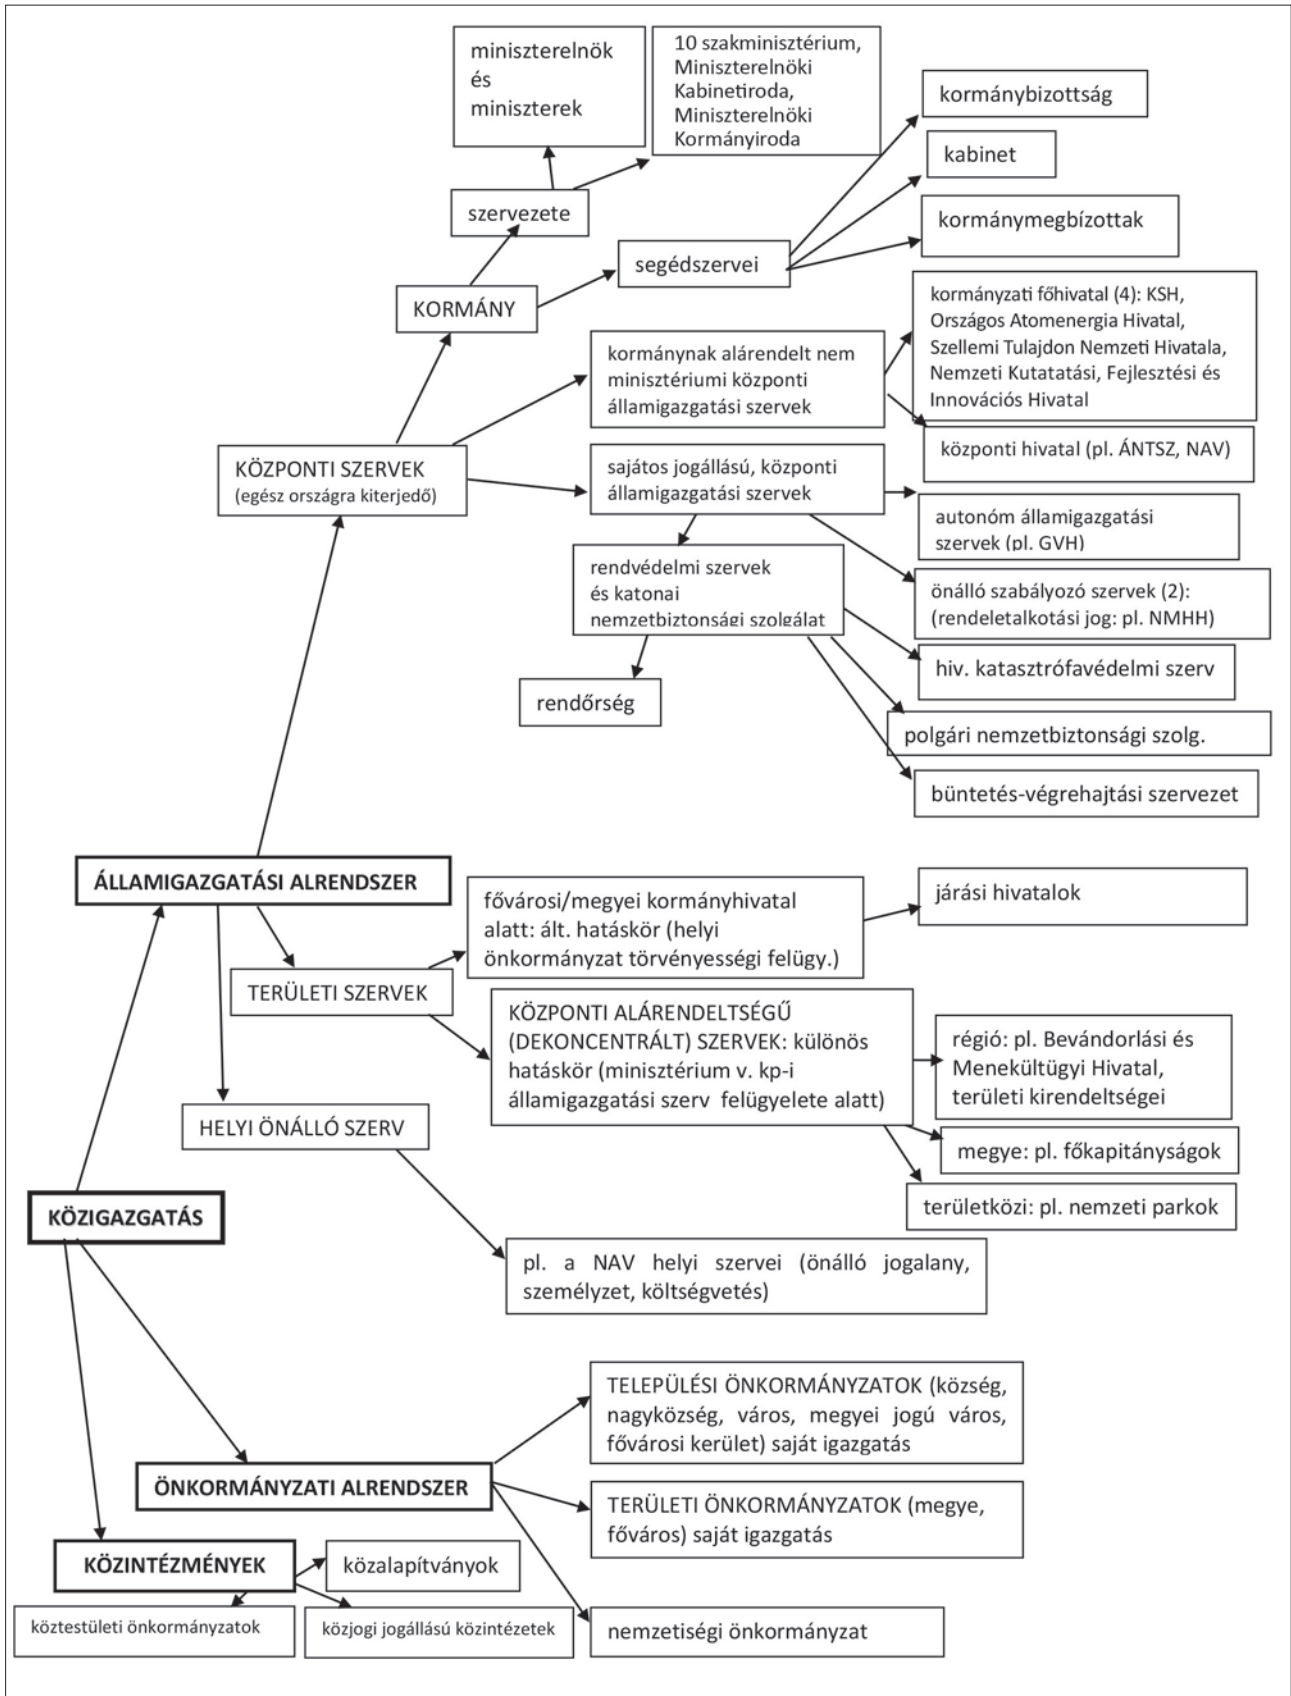 miniszterelnök
és
miniszterek
10 szakminisztérium,
Miniszterelnöki
Kabinetiroda,
Miniszterelnöki
Kormányiroda
kormánybizottság
kabinet
szervezete
kormánymegbízottak
segédszervei
KORMÁNY
kormányzati főhivatal (4): KSH,
Országos Atomenergia Hivatal,
Szellemi Tulajdon Nemzeti Hivatala,
Nemzeti Kutatatási, Fejlesztési és
Innovációs Hivatal
kormánynak alárendelt nem
minisztériumi központi
államigazgatási szervek
központi hivatal (pl. ÁNTSZ, NAV)
KÖZPONTI SZERVEK
(egész országra kiterjedő)
sajátos jogállású, központi
államigazgatási szervek
autonóm államigazgatási
szervek (pl. GVH)
rendvédelmi szervek
és katonai
nemzetbiztonsági szolgálat
önálló szabályozó szervek (2):
(rendeletalkotási jog: pl. NMHH)
hiv. katasztrófavédelmi szerv
rendőrség
polgári nemzetbiztonsági szolg.
büntetés-végrehajtási szervezet
ÁLLAMIGAZGATÁSI ALRENDSZER
fővárosi/megyei kormányhivatal
alatt: ált. hatáskör (helyi
önkormányzat törvényességi felügy.)
járási hivatalok
TERÜLETI SZERVEK
KÖZPONTI ALÁRENDELTSÉGŰ
(DEKONCENTRÁLT) SZERVEK: különös
hatáskör (minisztérium v. kp-i
államigazgatási szerv felügyelete alatt)
régió: pl. Bevándorlási és
Menekültügyi Hivatal,
területi kirendeltségei
HELYI ÖNÁLLÓ SZERV
megye: pl. főkapitányságok
területközi: pl. nemzeti parkok
KÖZIGAZGATÁS
pl. a NAV helyi szervei (önálló jogalany,
személyzet, költségvetés)
TELEPÜLÉSI ÖNKORMÁNYZATOK (község,
nagyközség, város, megyei jogú város,
fővárosi kerület) saját igazgatás
ÖNKORMÁNYZATI ALRENDSZER
TERÜLETI ÖNKORMÁNYZATOK (megye,
főváros) saját igazgatás
KÖZINTÉZMÉNYEK
közalapítványok
köztestületi önkormányzatok
közjogi jogállású közintézetek
nemzetiségi önkormányzat